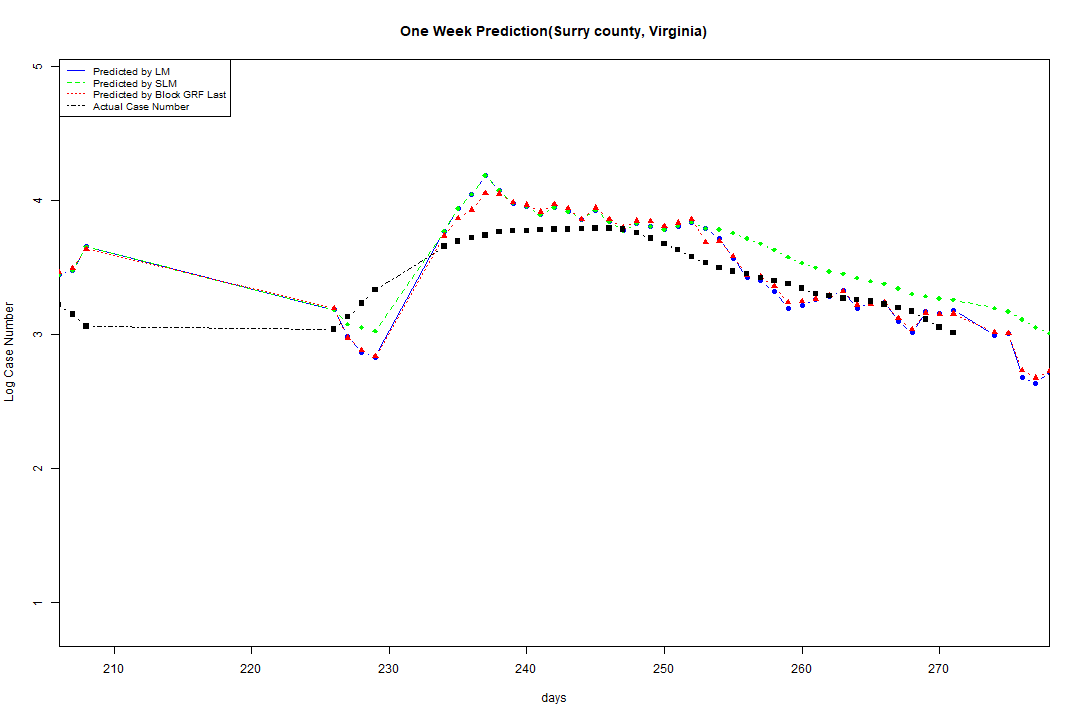 One Week Prediction(Surry county, Virginia)
Predicted by LM
Predicted by SLM
Predicted by Block GRF Last
Actual Case Number
5
4
3
2
1
Log Case Number
210 220 230 240 250 260 270
days